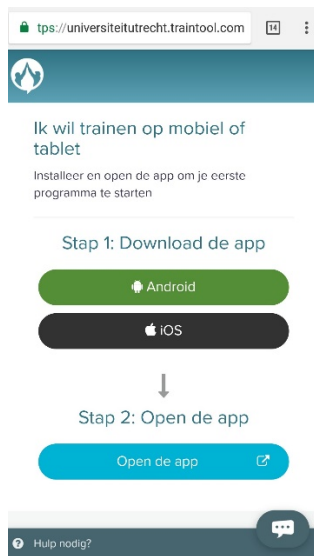 tps://universiteitutrecht.traintool.com
14
Ik wil trainen op mobiel of
tablet
Installeer en open de app om je eerste
programma te starten
Stap 1: Download de app
Android
iOS
Stap 2: Open de app
Open de app
Hulp nodig?